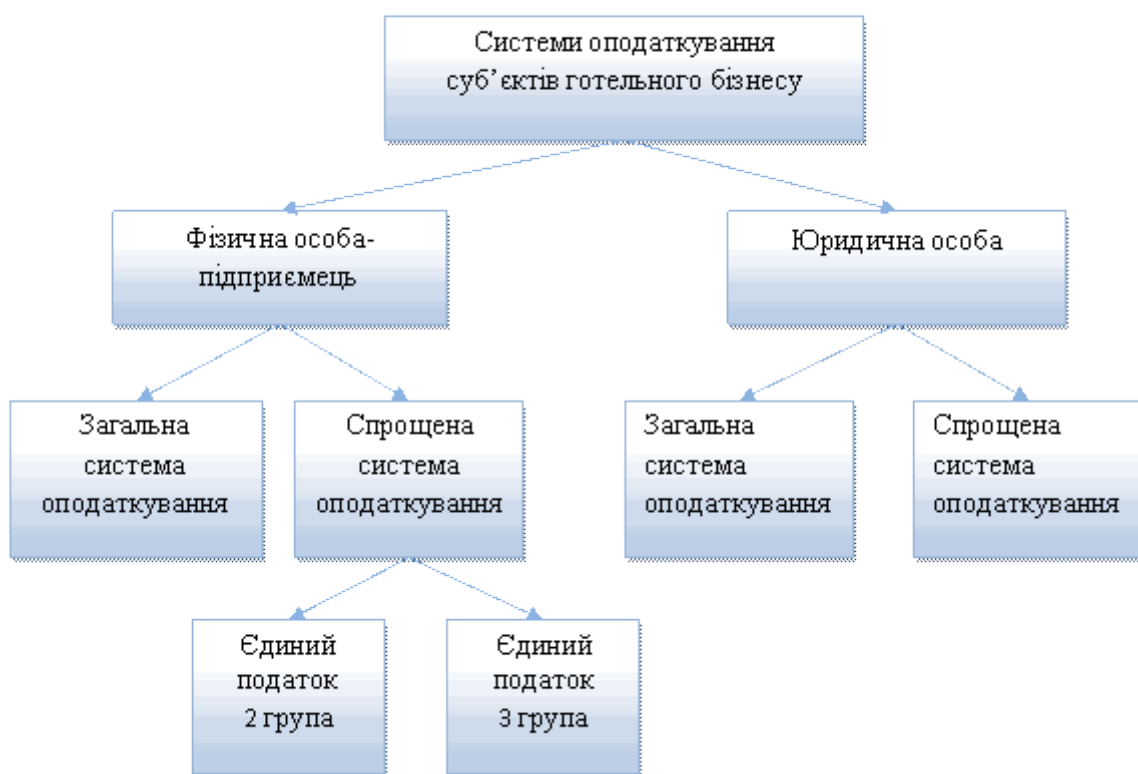 Системи оподаткування
суб’єктів готельного бізнесу
Фізична особа-
підприємець
Юридична особа
Загальна
система
оподаткування
Спрощена
система
оподаткування
Загальна
система
оподаткування
Спрощена
система
оподаткування
Єдиний
податок
2 група
Єдиний
податок
3 група